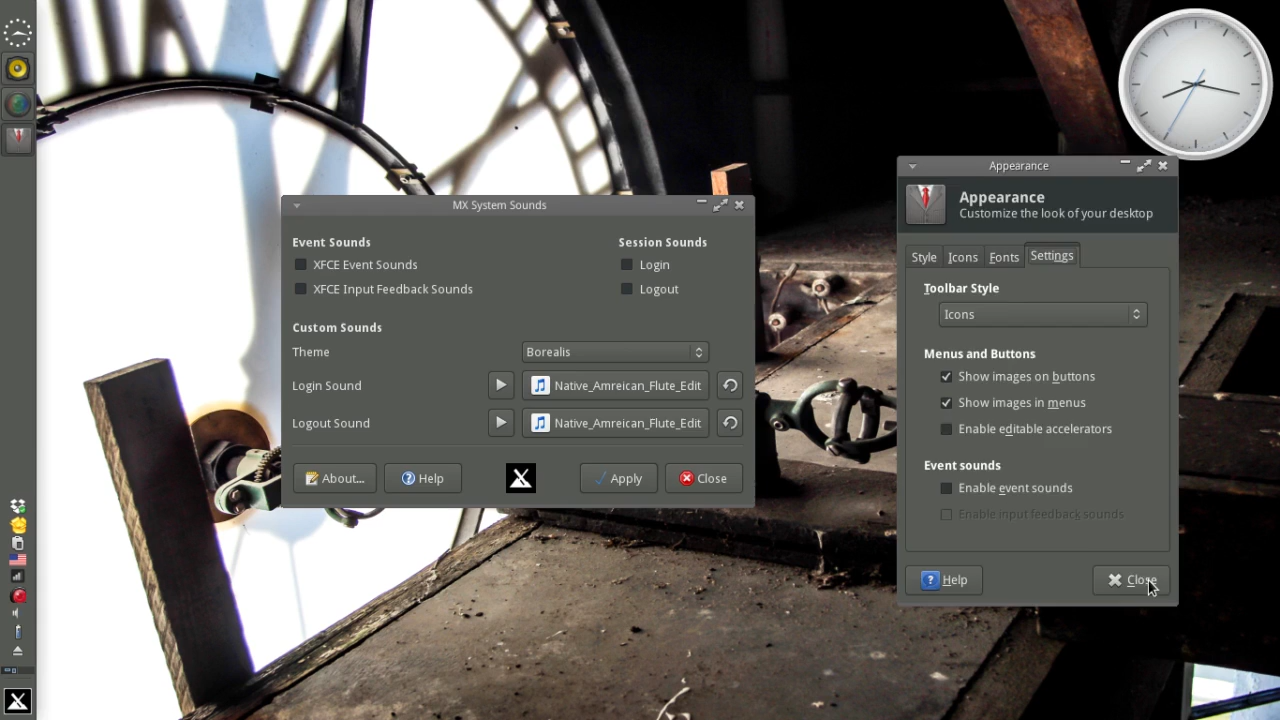 MX System Sounds
Event Sounds
XFCE Event Sounds
XFCE Input Feedback Sounds
Session Sounds
Login
Logout
Custom Sounds
Theme
Borealis
Login Sound
Native_Amreican_Flute_Edit
Logout Sound
Native_Amreican_Flute_Edit
About...
Help
Apply
Close
Appearance
Appearance
Customize the look of your desktop
Style
Icons
Fonts
Settings
Toolbar Style
Icons
Menus and Buttons
Show images on buttons
Show images in menus
Enable editable accelerators
Event sounds
Enable event sounds
Enable input feedback sounds
Help
Close